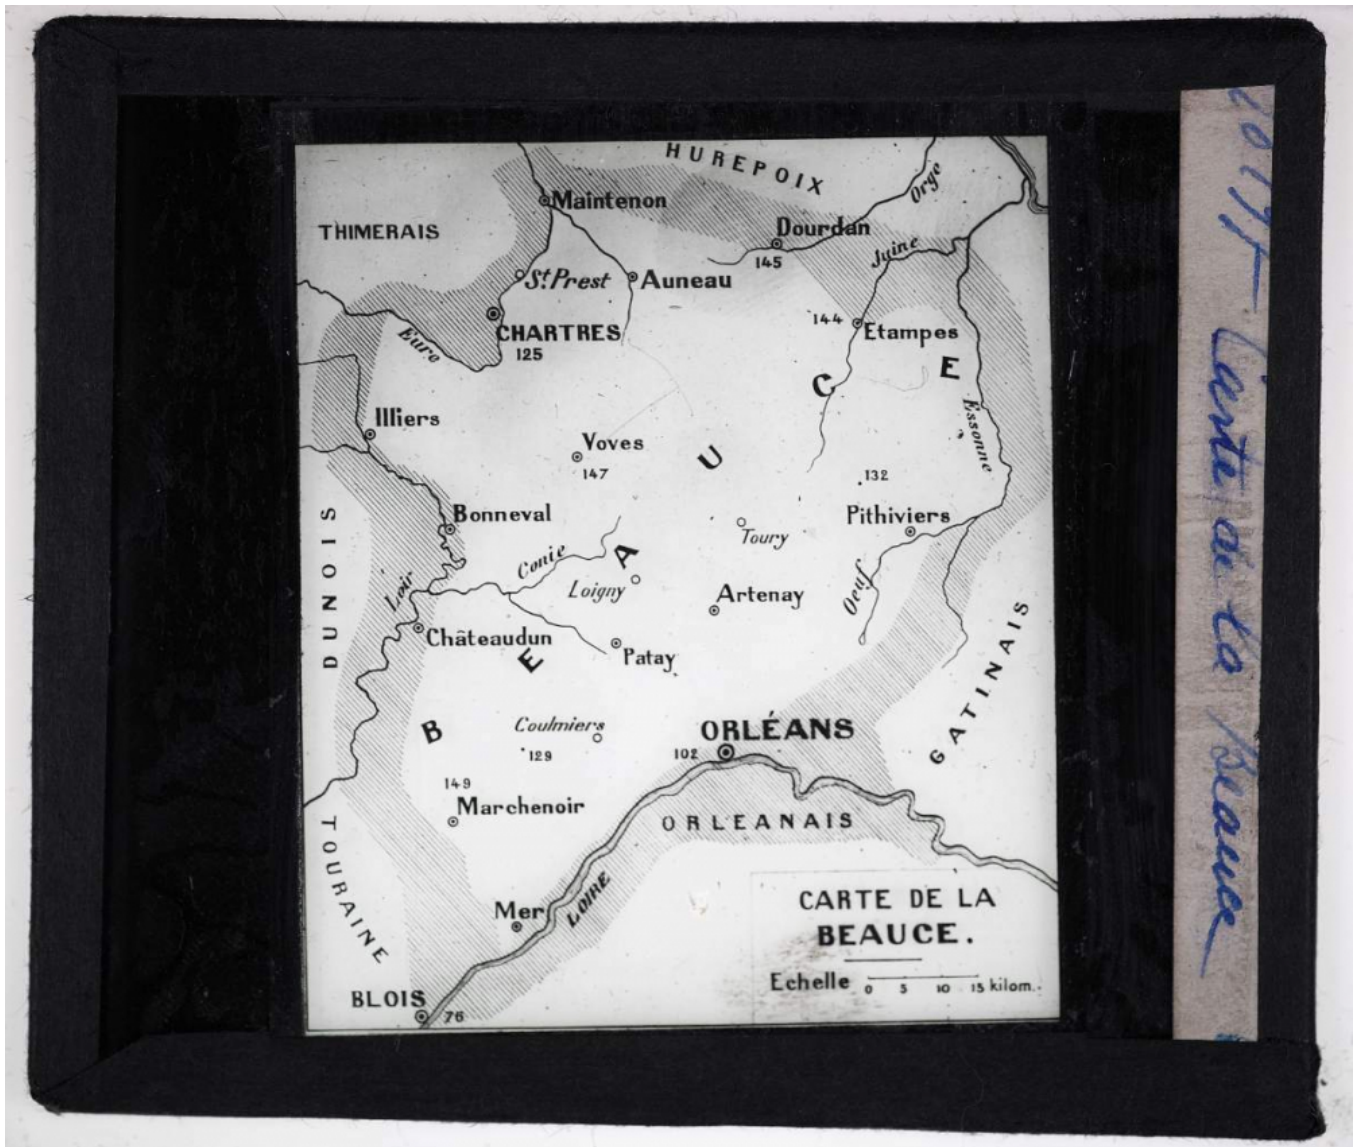 HUREPOIX
Orge
Maintenon
THIMERAIS
Dourdan
145
Juine
St Prest
Auneau
CHARTRES
125
Eure
144
Etampes
E
C
Essonne
Illiers
Voves
147
U
132
Bonneval
Pithiviers
Toury
DUNOIS
Conie
A
Loigny
Loir
Artenay
Oeuf
Châteaudun
E
Patay
GATINAIS
B
Coulmiers
129
ORLÉANS
102
149
Marchenoir
ORLEANAIS
TOURAINE
Mer
LOIRE
CARTE DE LA
BEAUCE.
Echelle 0 5 10 15 kilom.
BLOIS
76
Carte de la Beauce